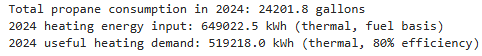 Total propane consumption in 2024: 24201.8 gallons
2024 heating energy input: 649022.5 kWh (thermal, fuel basis)
2024 useful heating demand: 519218.0 kWh (thermal, 80% efficiency)